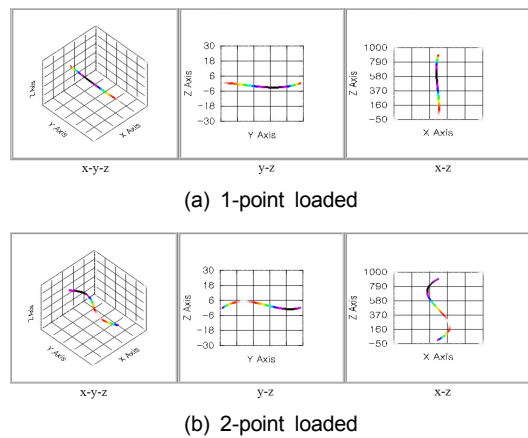 Z Axis
Y Axis
X Axis
30
18
6
-6
-18
-30
Z Axis
Y Axis
1000
790
580
370
160
-50
Z Axis
X Axis
x-y-z
y-z
x-z
(a) 1-point loaded
Z Axis
Y Axis
X Axis
30
18
6
-6
-18
-30
Z Axis
Y Axis
1000
790
580
370
160
-50
Z Axis
X Axis
x-y-z
y-z
x-z
(b) 2-point loaded